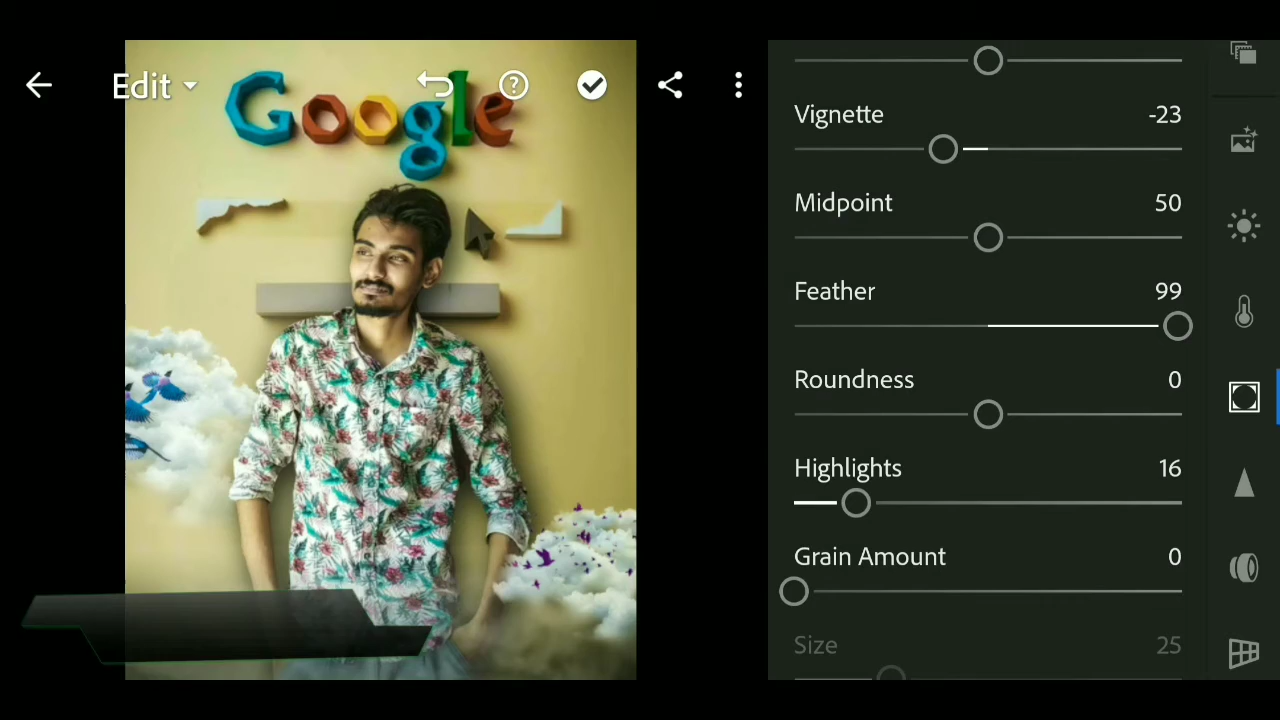 Edit
Google
Vignette -23
Midpoint 50
Feather 99
Roundness 0
Highlights 16
Grain Amount 0
Size 25